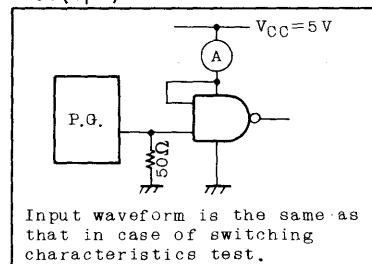 VCC=5V
A
P.G.
50Ω
Input waveform is the same as
that in case of switching
characteristics test.